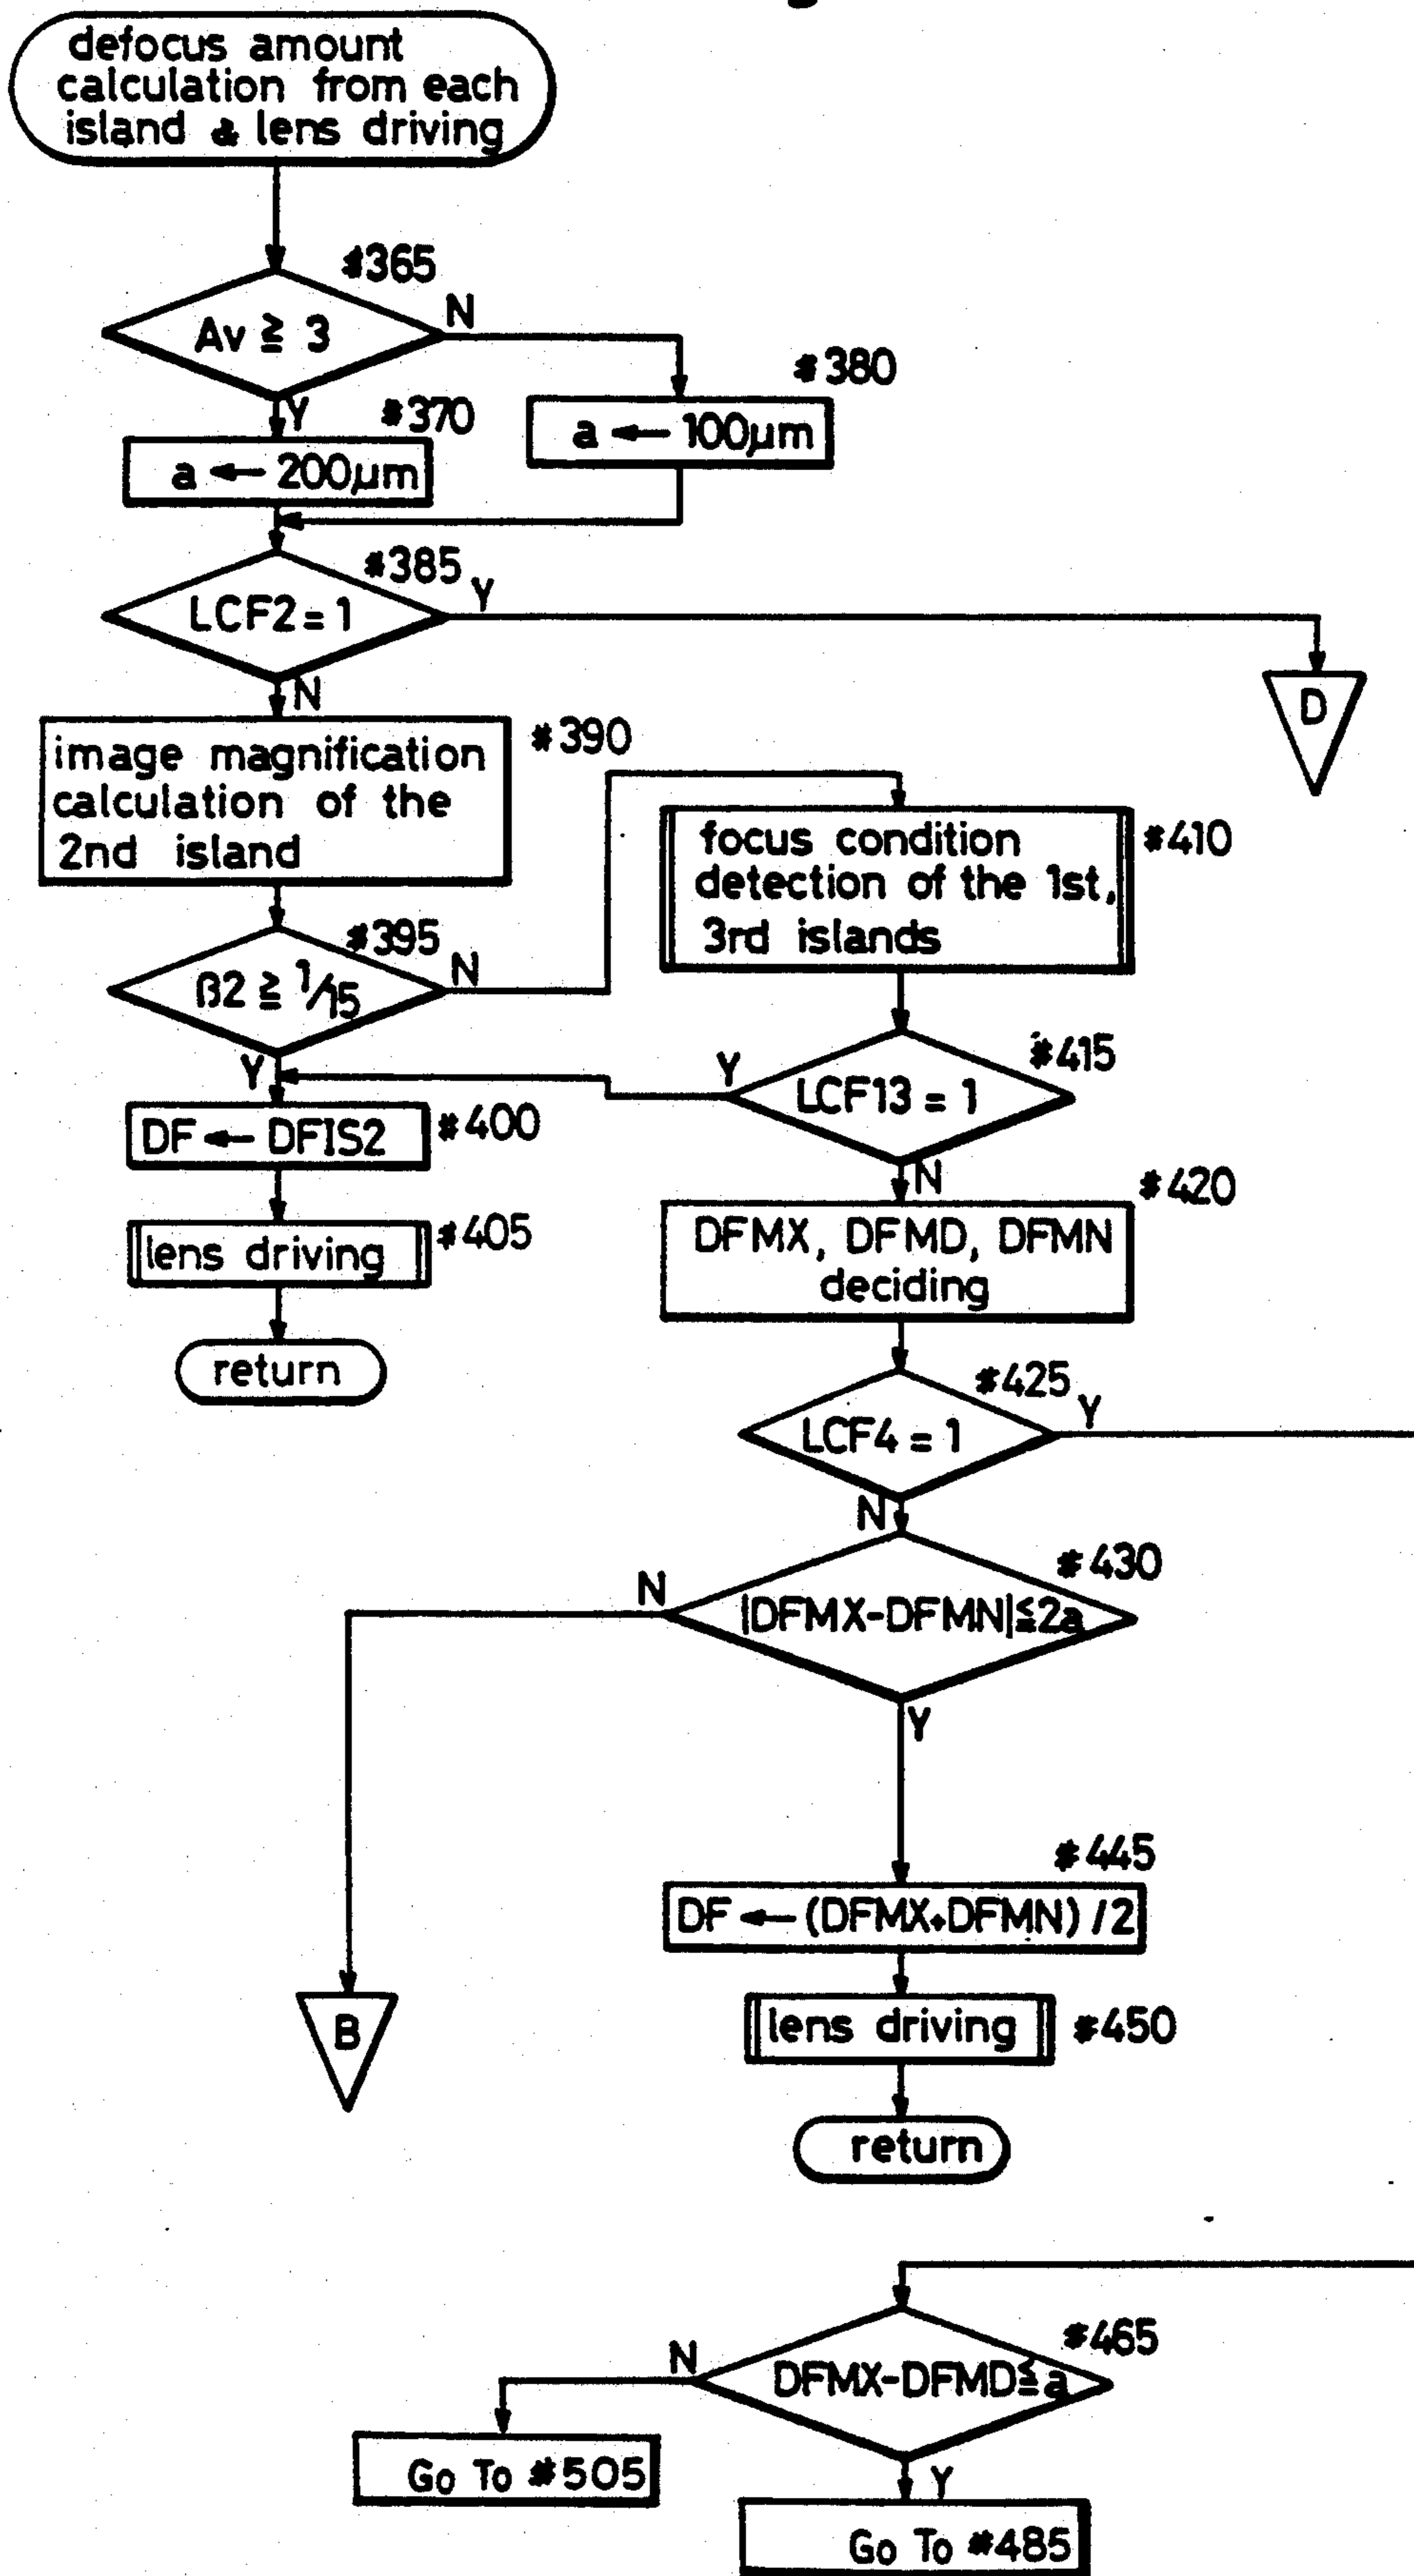 defocus amount
calculation from each
island & lens driving
#365
Av ≧ 3
N
Y
#370
a ← 200μm
#380
a ← 100μm
#385
LCF2 = 1
Y
D
N
image magnification
calculation of the
2nd island
#390
#395
β2 ≧ 1/15
N
Y
DF ← DFIS2
#400
lens driving
#405
return
focus condition
detection of the 1st,
3rd islands
#410
#415
LCF13 = 1
Y
N
#420
DFMX, DFMD, DFMN
deciding
#425
LCF4 = 1
Y
N
#430
|DFMX-DFMN|≦2a
N
B
Y
#445
DF ← (DFMX+DFMN)/2
lens driving
#450
return
#465
DFMX-DFMD≦a
N
Go To #505
Y
Go To #485